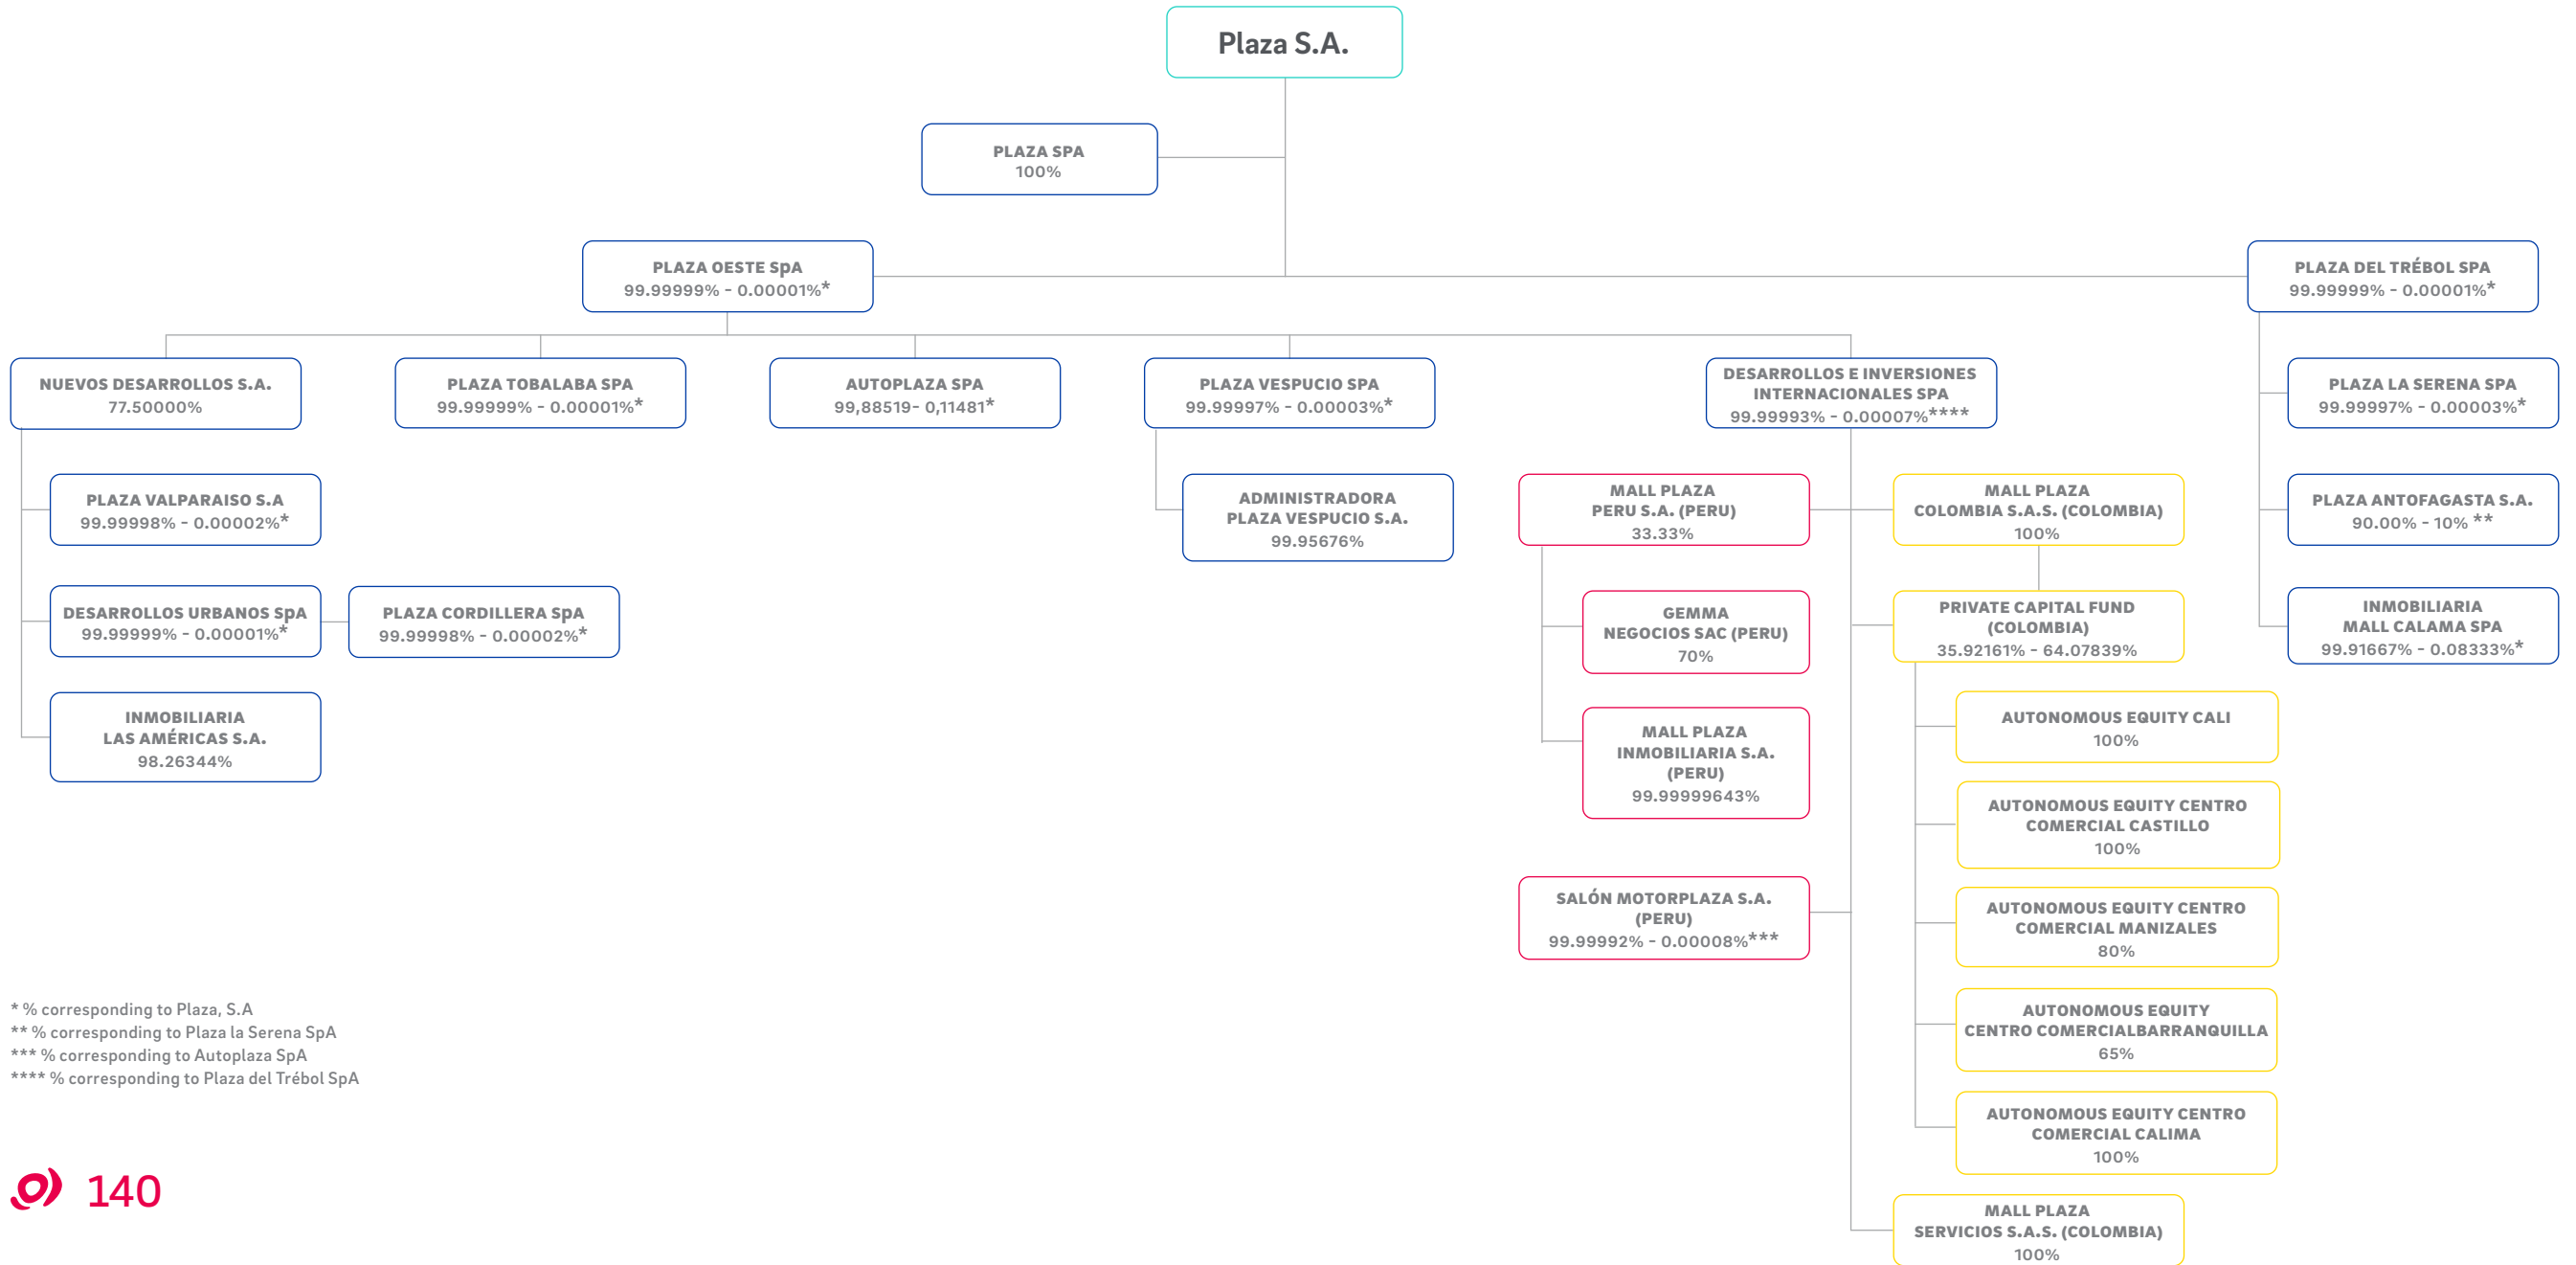 Plaza S.A.
PLAZA SPA
100%
PLAZA OESTE SpA
99.99999% - 0.00001%*
PLAZA DEL TRÉBOL SPA
99.99999% - 0.00001%*
NUEVOS DESARROLLOS S.A.
77.50000%
PLAZA TOBALABA SPA
99.99999% - 0.00001%*
AUTOPLAZA SPA
99,88519- 0,11481*
PLAZA VESPUCIO SPA
99.99997% - 0.00003%*
DESARROLLOS E INVERSIONES
INTERNACIONALES SPA
99.99993% - 0.00007%****
PLAZA LA SERENA SPA
99.99997% - 0.00003%*
PLAZA VALPARAISO S.A
99.99998% - 0.00002%*
ADMINISTRADORA
PLAZA VESPUCIO S.A.
99.95676%
MALL PLAZA
PERU S.A. (PERU)
33.33%
MALL PLAZA
COLOMBIA S.A.S. (COLOMBIA)
100%
PLAZA ANTOFAGASTA S.A.
90.00% - 10% **
DESARROLLOS URBANOS SpA
99.99999% - 0.00001%*
PLAZA CORDILLERA SpA
99.99998% - 0.00002%*
GEMMA
NEGOCIOS SAC (PERU)
70%
PRIVATE CAPITAL FUND
(COLOMBIA)
35.92161% - 64.07839%
INMOBILIARIA
MALL CALAMA SPA
99.91667% - 0.08333%*
INMOBILIARIA
LAS AMÉRICAS S.A.
98.26344%
MALL PLAZA
INMOBILIARIA S.A.
(PERU)
99.99999643%
AUTONOMOUS EQUITY CALI
100%
AUTONOMOUS EQUITY CENTRO
COMERCIAL CASTILLO
100%
SALÓN MOTORPLAZA S.A.
(PERU)
99.99992% - 0.00008%***
AUTONOMOUS EQUITY CENTRO
COMERCIAL MANIZALES
80%
AUTONOMOUS EQUITY
CENTRO COMERCIALBARRANQUILLA
65%
AUTONOMOUS EQUITY CENTRO
COMERCIAL CALIMA
100%
MALL PLAZA
SERVICIOS S.A.S. (COLOMBIA)
100%
* % corresponding to Plaza, S.A
** % corresponding to Plaza la Serena SpA
*** % corresponding to Autoplaza SpA
**** % corresponding to Plaza del Trébol SpA
140